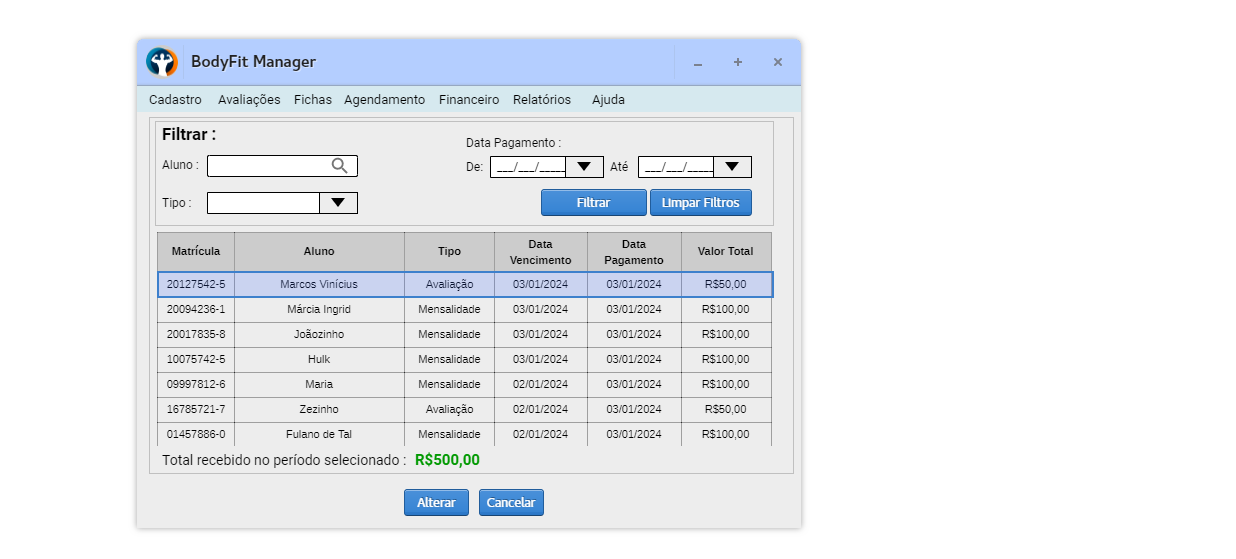 BodyFit Manager
Cadastro Avaliações Fichas Agendamento Financeiro Relatórios Ajuda
Filtrar :
Data Pagamento :
Aluno : De: ___/___/_____ Até ___/___/_____
Tipo : Filtrar Limpar Filtros
Matrícula Aluno Tipo Data Vencimento Data Pagamento Valor Total
20127542-5 Marcos Vinícius Avaliação 03/01/2024 03/01/2024 R$50,00
20094236-1 Márcia Ingrid Mensalidade 03/01/2024 03/01/2024 R$100,00
20017835-8 Joãozinho Mensalidade 03/01/2024 03/01/2024 R$100,00
10075742-5 Hulk Mensalidade 03/01/2024 03/01/2024 R$100,00
09997812-6 Maria Mensalidade 02/01/2024 03/01/2024 R$100,00
16785721-7 Zezinho Avaliação 02/01/2024 03/01/2024 R$50,00
01457886-0 Fulano de Tal Mensalidade 02/01/2024 03/01/2024 R$100,00
Total recebido no período selecionado : R$500,00
Alterar Cancelar